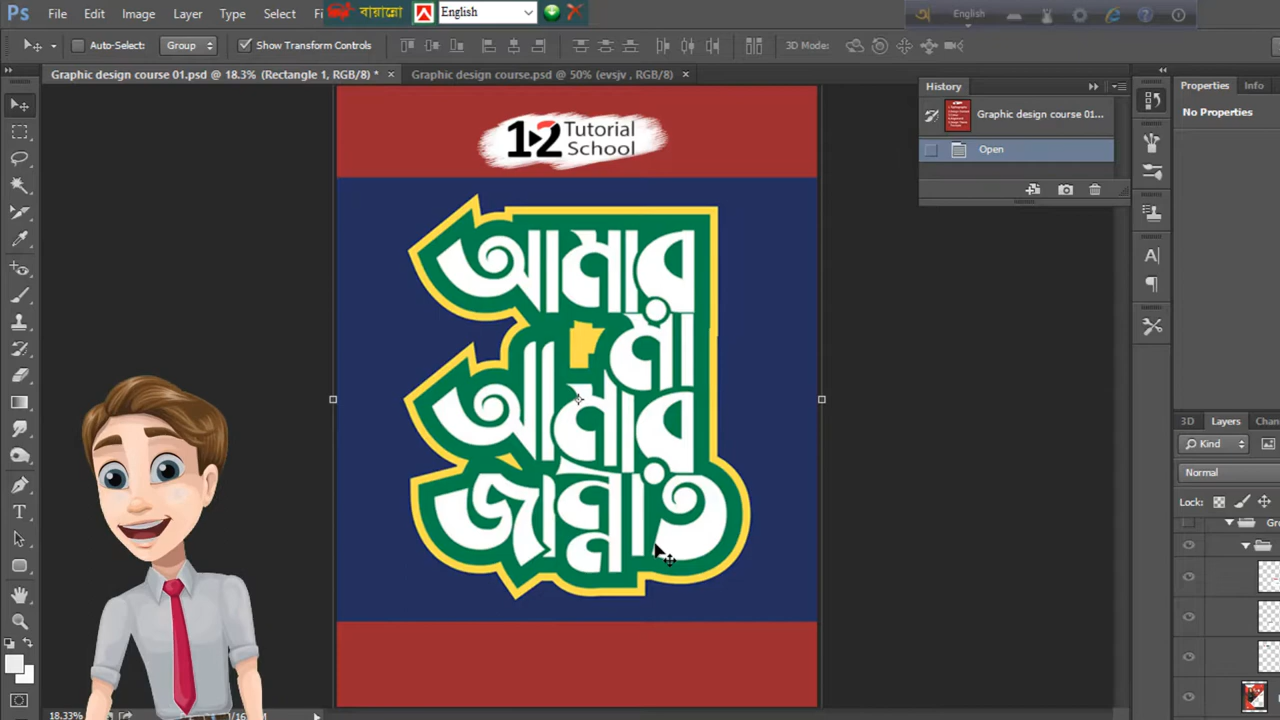 Ps File Edit Image Layer Type Select
বায়ান্নো English
English
Auto-Select: Group Show Transform Controls 3D Mode:
Graphic design course 01.psd @ 18.3% (Rectangle 1, RGB/8) *
Graphic design course.psd @ 50% (evsjv , RGB/8)
History
Graphic design course 01...
Open
Properties Info
No Properties
12 Tutorial
School
আমার
মা
আমার
জান্নাত
3D Layers
Kind
Normal
Lock:
18.33%